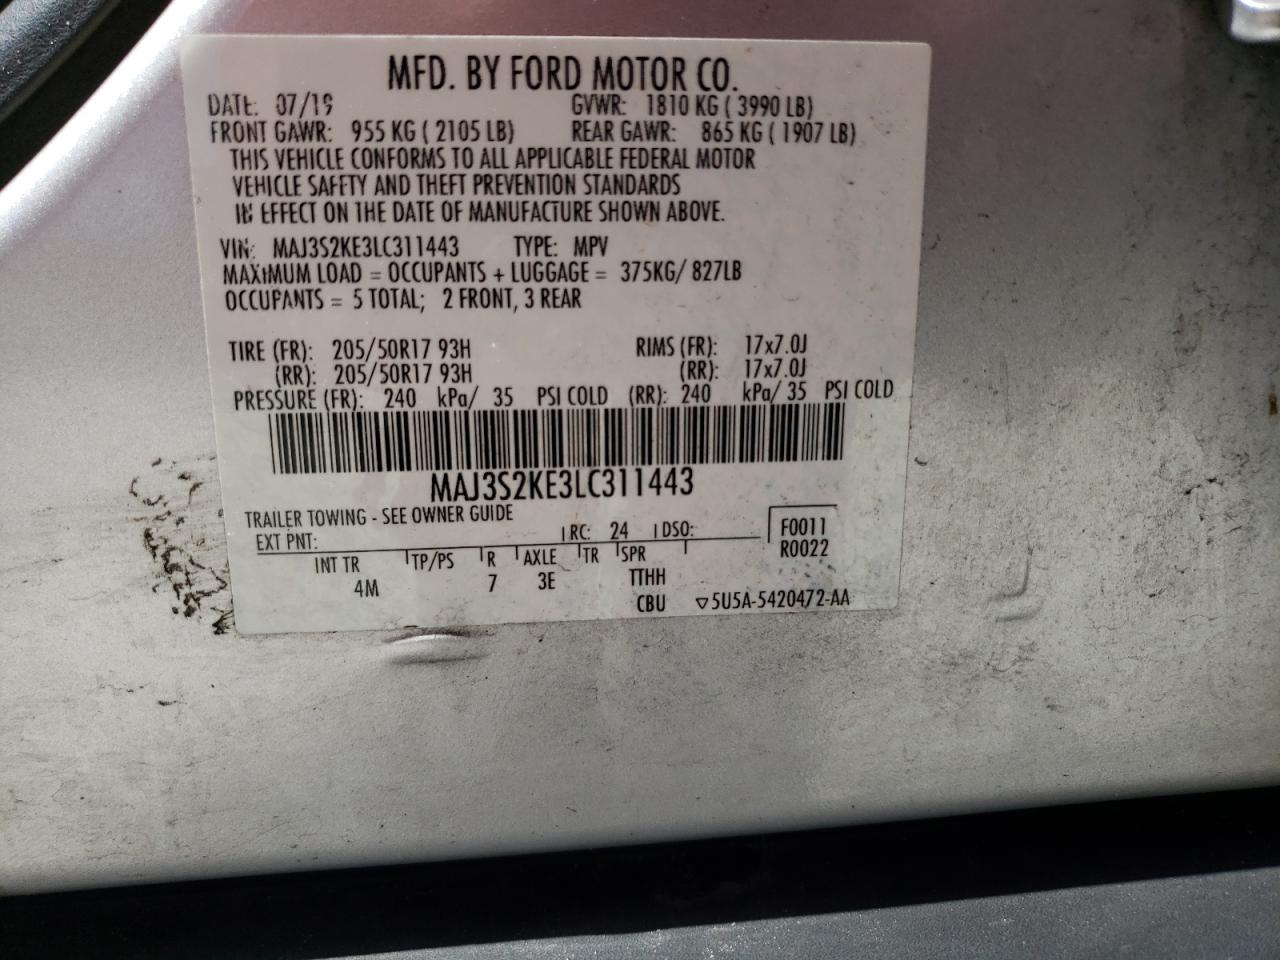 MFD. BY FORD MOTOR CO.
DATE: 07/19 GVWR: 1810 KG ( 3990 LB)
FRONT GAWR: 955 KG ( 2105 LB) REAR GAWR: 865 KG ( 1907 LB)
THIS VEHICLE CONFORMS TO ALL APPLICABLE FEDERAL MOTOR
VEHICLE SAFETY AND THEFT PREVENTION STANDARDS
IN EFFECT ON THE DATE OF MANUFACTURE SHOWN ABOVE.
VIN: MAJ3S2KE3LC311443 TYPE: MPV
MAXIMUM LOAD = OCCUPANTS + LUGGAGE = 375KG/ 827LB
OCCUPANTS = 5 TOTAL; 2 FRONT, 3 REAR
TIRE (FR): 205/50R17 93H RIMS (FR): 17x7.0J
(RR): 205/50R17 93H (RR): 17x7.0J
PRESSURE (FR): 240 kPa/ 35 PSI COLD (RR): 240 kPa/ 35 PSI COLD
MAJ3S2KE3LC311443
TRAILER TOWING - SEE OWNER GUIDE
EXT PNT: RC: 24 DSO: F0011
R0022
INT TR TP/PS R AXLE TR SPR
4M 7 3E TTHH
CBU ▽5U5A-5420472-AA